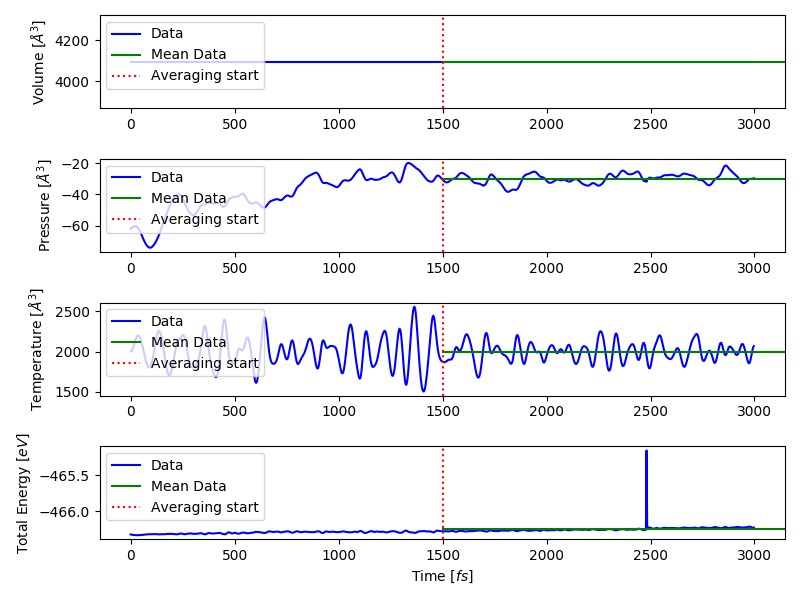 Volume [Å³]
4200
4000
Data
Mean Data
Averaging start
0 500 1000 1500 2000 2500 3000
Pressure [Å³]
−20
−40
−60
Data
Mean Data
Averaging start
0 500 1000 1500 2000 2500 3000
Temperature [Å³]
2500
2000
1500
Data
Mean Data
Averaging start
0 500 1000 1500 2000 2500 3000
Total Energy [eV]
−465.5
−466.0
Data
Mean Data
Averaging start
0 500 1000 1500 2000 2500 3000
Time [fs]